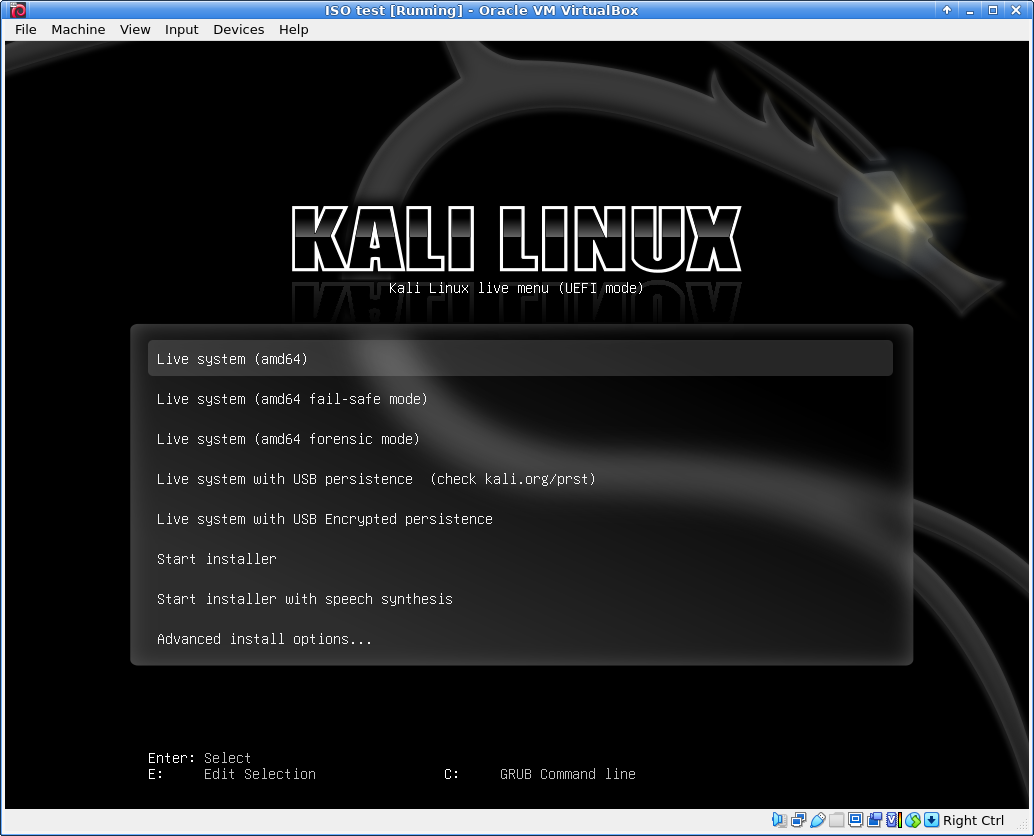 ISO test [Running] - Oracle VM VirtualBox
File Machine View Input Devices Help
KALI LINUX
Kali Linux live menu (UEFI mode)
Live system (amd64)
Live system (amd64 fail-safe mode)
Live system (amd64 forensic mode)
Live system with USB persistence  (check kali.org/prst)
Live system with USB Encrypted persistence
Start installer
Start installer with speech synthesis
Advanced install options...
Enter: Select
E: Edit Selection C: GRUB Command line
Right Ctrl